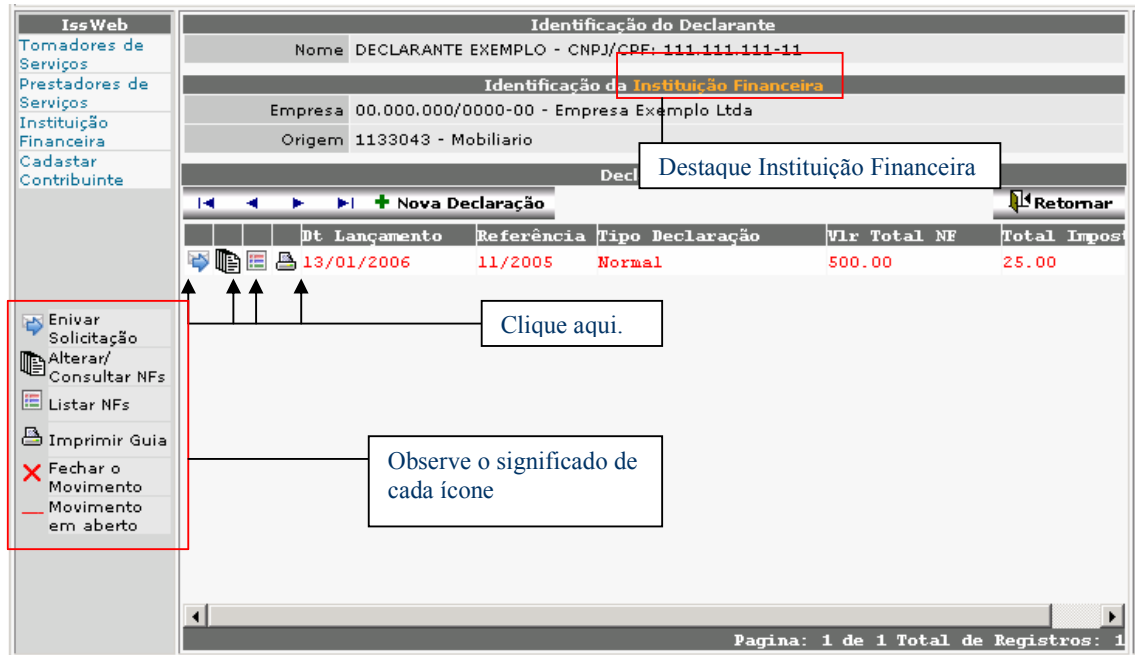 IssWeb
Tomadores de
Serviços
Prestadores de
Serviços
Instituição
Financeira
Cadastar
Contribuinte
Enivar
Solicitação
Alterar/
Consultar NFs
Listar NFs
Imprimir Guia
Fechar o
Movimento
Movimento
em aberto
Identificação do Declarante
Nome DECLARANTE EXEMPLO - CNPJ/CPF: 111.111.111-11
Identificação da Instituição Financeira
Empresa 00.000.000/0000-00 - Empresa Exemplo Ltda
Origem 1133043 - Mobiliario
Destaque Instituição Financeira
Decl
Nova Declaração Retornar
Dt Lançamento Referência Tipo Declaração Vlr Total NF Total Impost
13/01/2006 11/2005 Normal 500.00 25.00
Clique aqui.
Observe o significado de
cada ícone
Pagina: 1 de 1 Total de Registros: 1